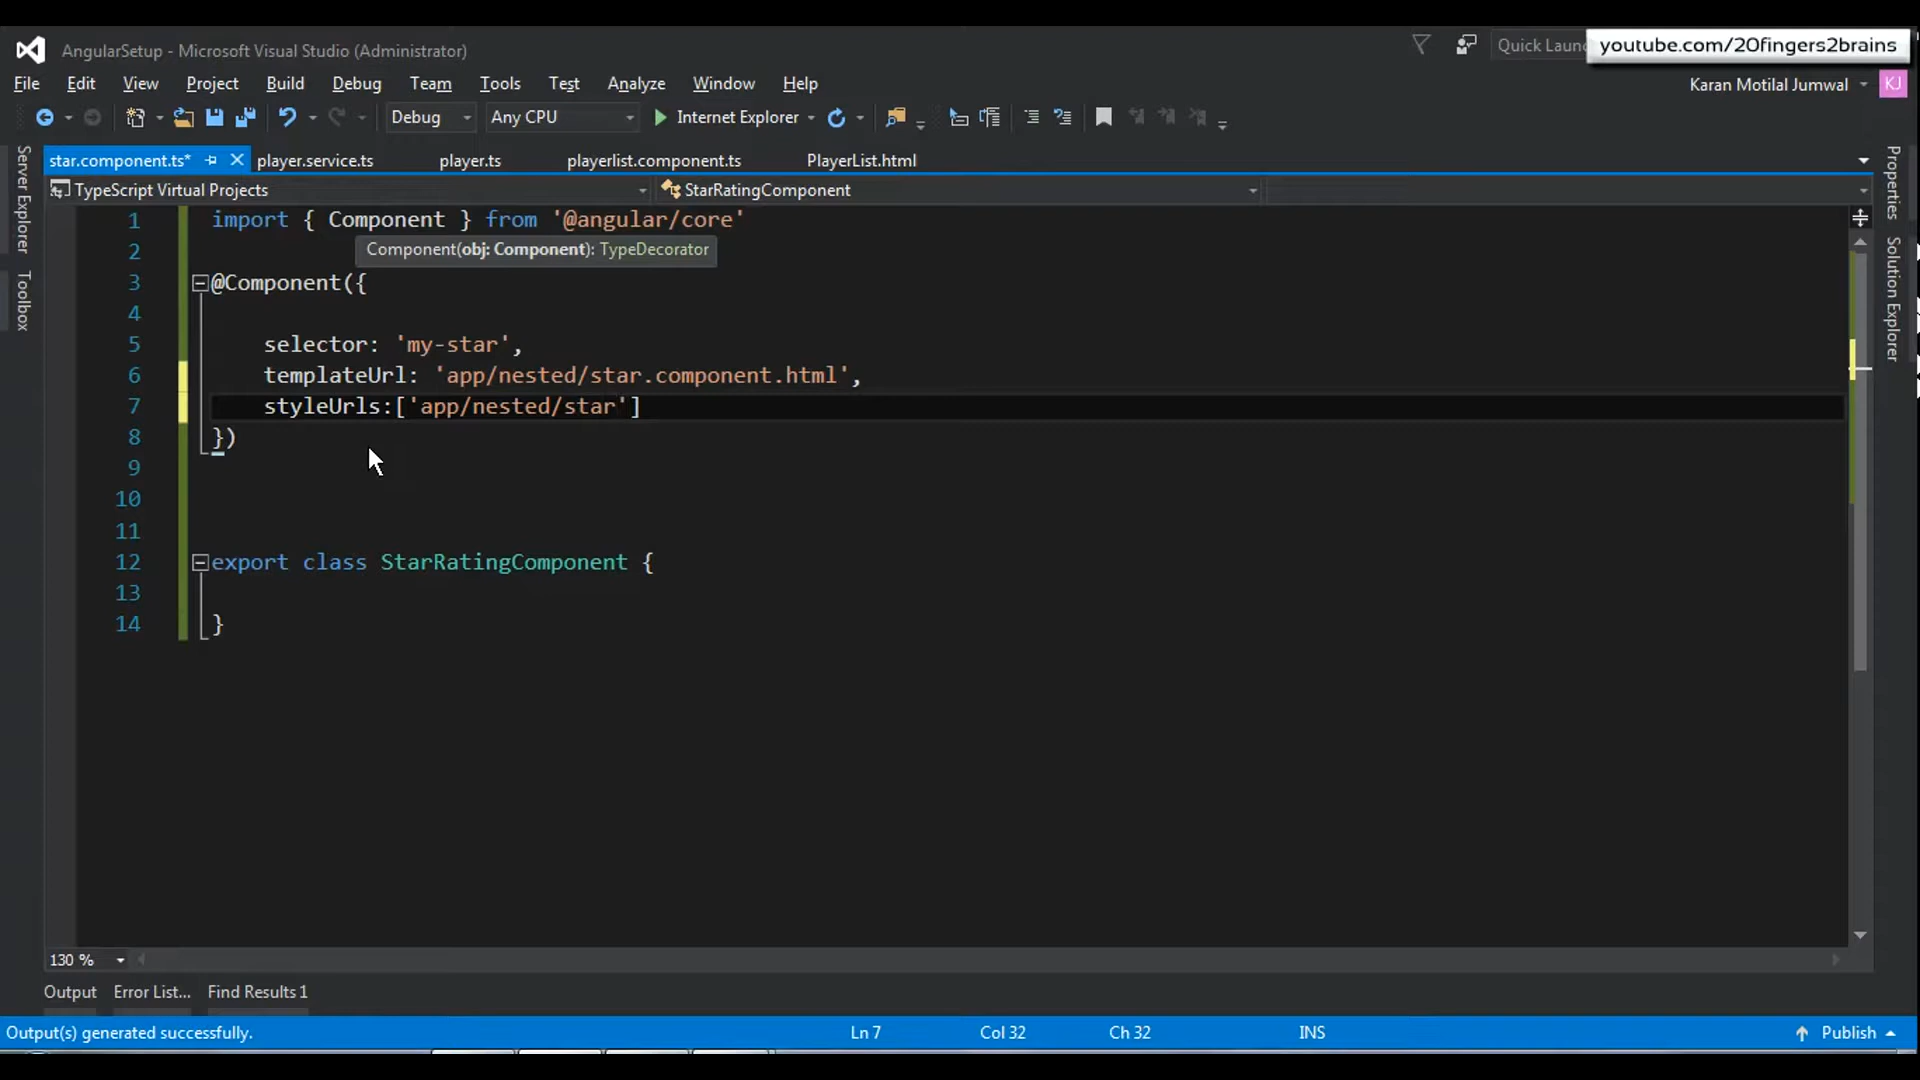 AngularSetup - Microsoft Visual Studio (Administrator)
Quick Laun
youtube.com/20fingers2brains
File Edit View Project Build Debug Team Tools Test Analyze Window Help
Karan Motilal Jumwal
KJ
Debug Any CPU Internet Explorer
star.component.ts* player.service.ts player.ts playerlist.component.ts PlayerList.html
TypeScript Virtual Projects StarRatingComponent
Server Explorer
Toolbox
Properties
Solution Explorer
1 import { Component } from '@angular/core'
2 Component(obj: Component): TypeDecorator
3 @Component({
4
5 selector: 'my-star',
6 templateUrl: 'app/nested/star.component.html',
7 styleUrls:['app/nested/star']
8 })
9
10
11
12 export class StarRatingComponent {
13
14 }
130 %
Output Error List... Find Results 1
Output(s) generated successfully. Ln 7 Col 32 Ch 32 INS Publish